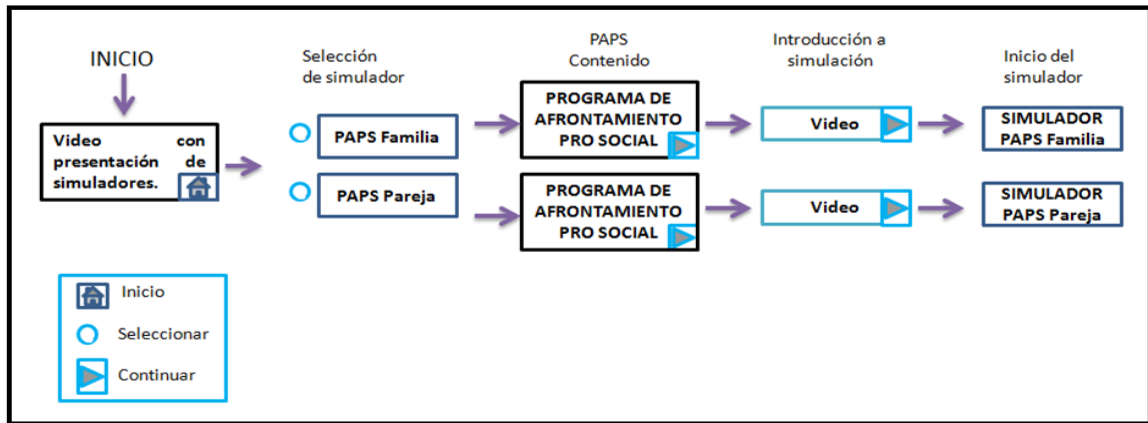 INICIO
Video con
presentación de
simuladores.
Selección
de simulador
PAPS Familia
PAPS Pareja
PAPS
Contenido
PROGRAMA DE
AFRONTAMIENTO
PRO SOCIAL
PROGRAMA DE
AFRONTAMIENTO
PRO SOCIAL
Introducción a
simulación
Video
Video
Inicio del
simulador
SIMULADOR
PAPS Familia
SIMULADOR
PAPS Pareja
Inicio
Seleccionar
Continuar